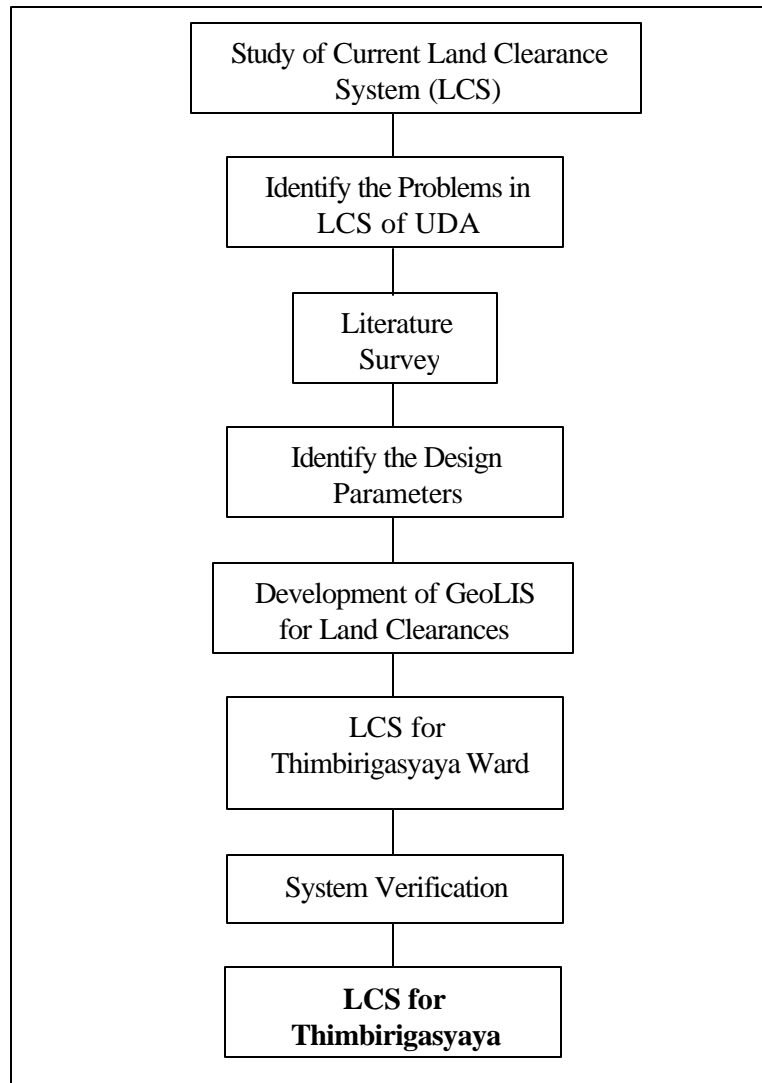 Study of Current Land Clearance
System (LCS)
Identify the Problems in
LCS of UDA
Literature
Survey
Identify the Design
Parameters
Development of GeoLIS
for Land Clearances
LCS for
Thimbirigasyaya Ward
System Verification
LCS for
Thimbirigasyaya